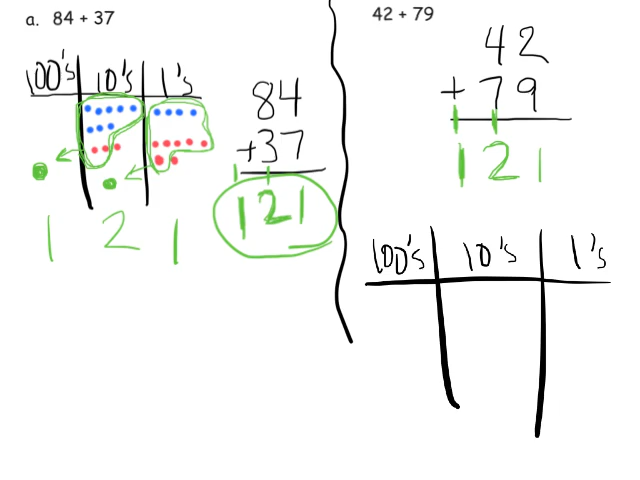 a. 84 + 37
100's 10's 1's
84
+37
121
1 2 1
42 + 79
42
+ 79
121
100's 10's 1's